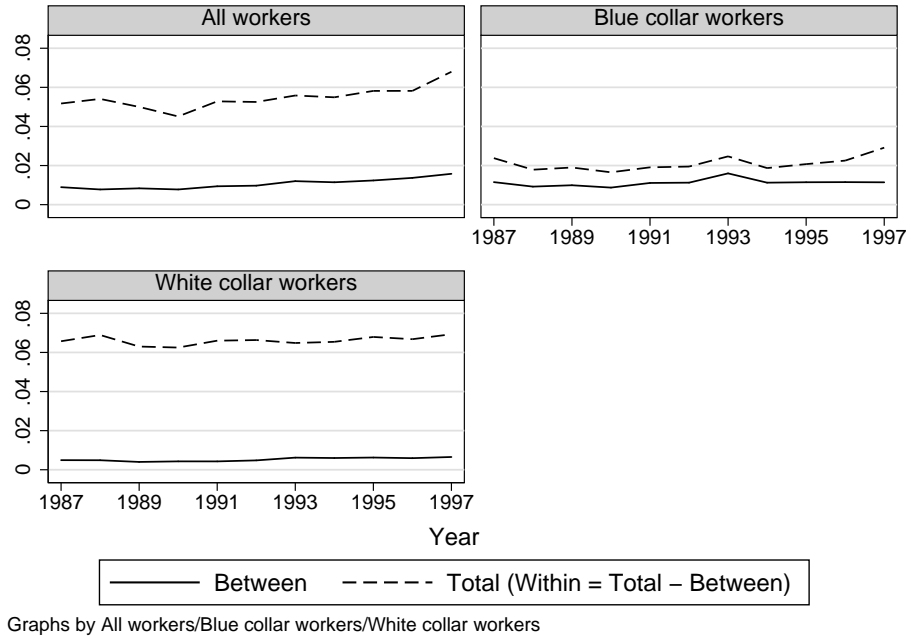 All workers
Blue collar workers
0 .02 .04 .06 .08
1987 1989 1991 1993 1995 1997
White collar workers
0 .02 .04 .06 .08
1987 1989 1991 1993 1995 1997
Year
Between Total (Within = Total − Between)
Graphs by All workers/Blue collar workers/White collar workers